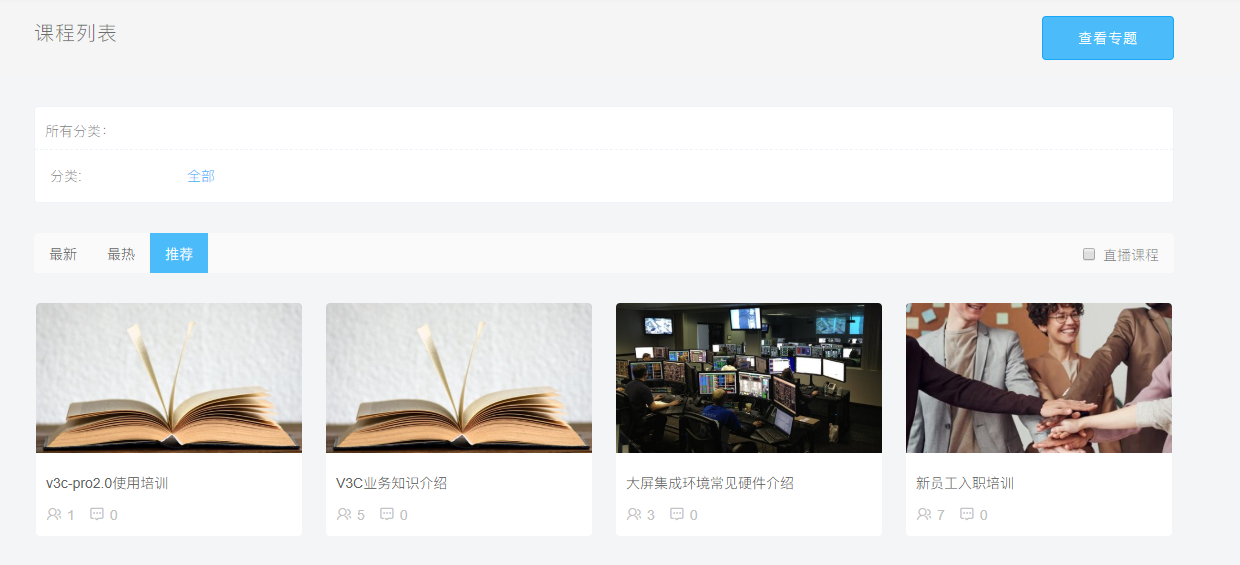 课程列表
查看专题
所有分类：
分类:
全部
最新
最热
推荐
直播课程
v3c-pro2.0使用培训
1
0
V3C业务知识介绍
5
0
大屏集成环境常见硬件介绍
3
0
新员工入职培训
7
0